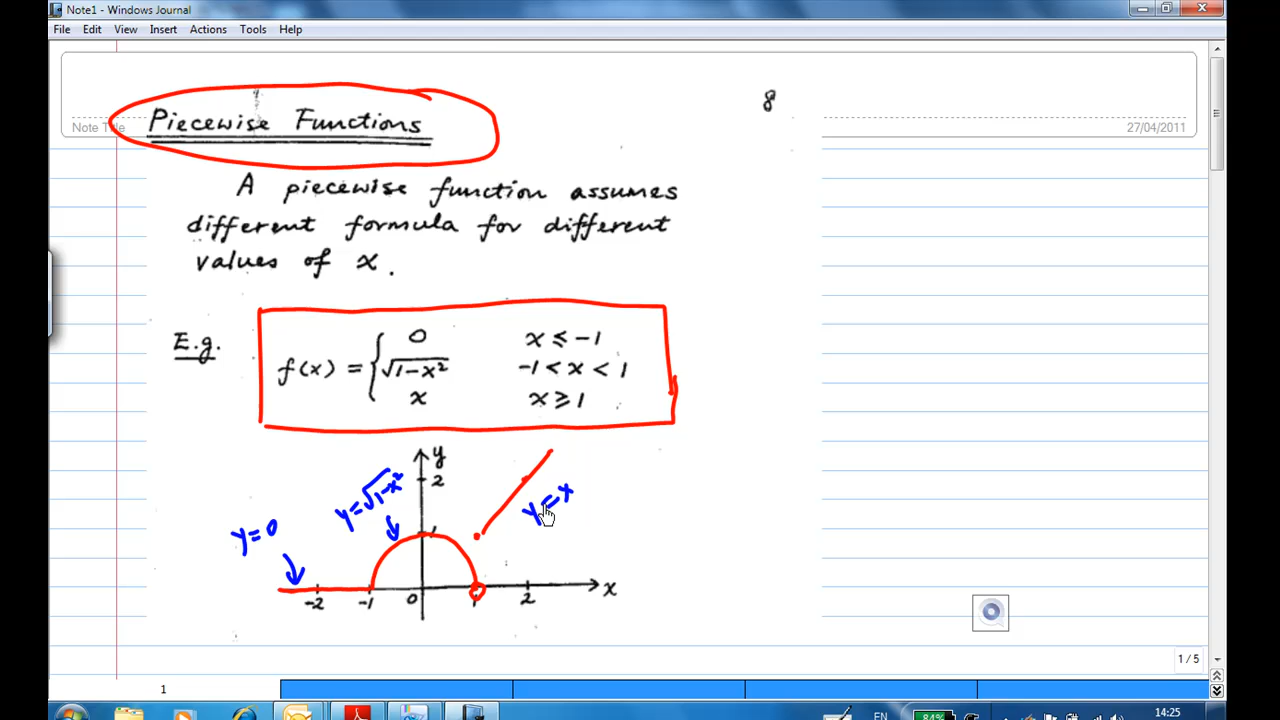 Note1 - Windows Journal
File Edit View Insert Actions Tools Help
Piecewise Functions
8
Note Title
27/04/2011
A piecewise function assumes
different formula for different
values of x.
E.g.
f(x) = { 0 x ≤ -1
√1-x² -1 < x < 1
x x ≥ 1
y
2
y=√1-x²
y=x
y=0
1
-2 -1 0 1 2 x
1 / 5
1
EN
84%
14:25